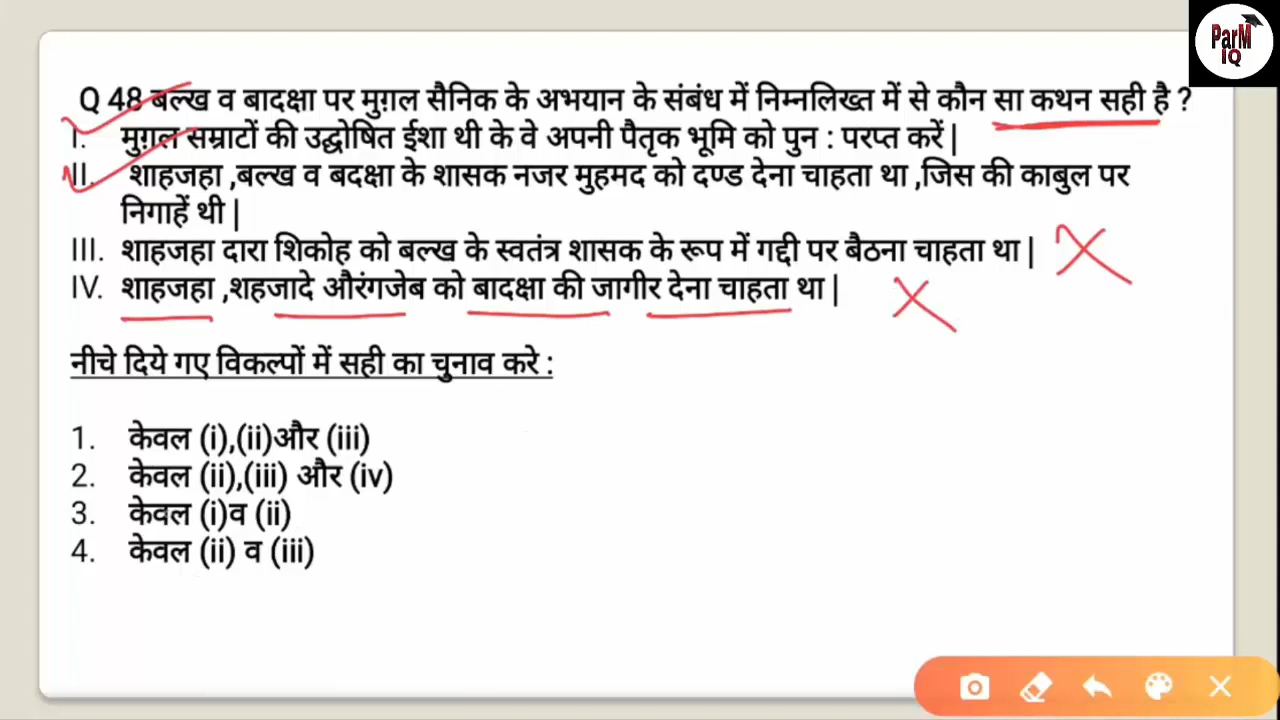 ParM
IQ
Q 48 बल्ख व बादक्षा पर मुग़ल सैनिक के अभयान के संबंध में निम्नलिख्त में से कौन सा कथन सही है ?
I. मुग़ल सम्राटों की उद्घोषित ईशा थी के वे अपनी पैतृक भूमि को पुन : परप्त करें|
II. शाहजहा ,बल्ख व बदक्षा के शासक नजर मुहमद को दण्ड देना चाहता था ,जिस की काबुल पर
निगाहें थी|
III. शाहजहा दारा शिकोह को बल्ख के स्वतंत्र शासक के रूप में गद्दी पर बैठना चाहता था|
IV. शाहजहा ,शहजादे औरंगजेब को बादक्षा की जागीर देना चाहता था|
नीचे दिये गए विकल्पों में सही का चुनाव करे :
1. केवल (i),(ii)और (iii)
2. केवल (ii),(iii) और (iv)
3. केवल (i)व (ii)
4. केवल (ii) व (iii)